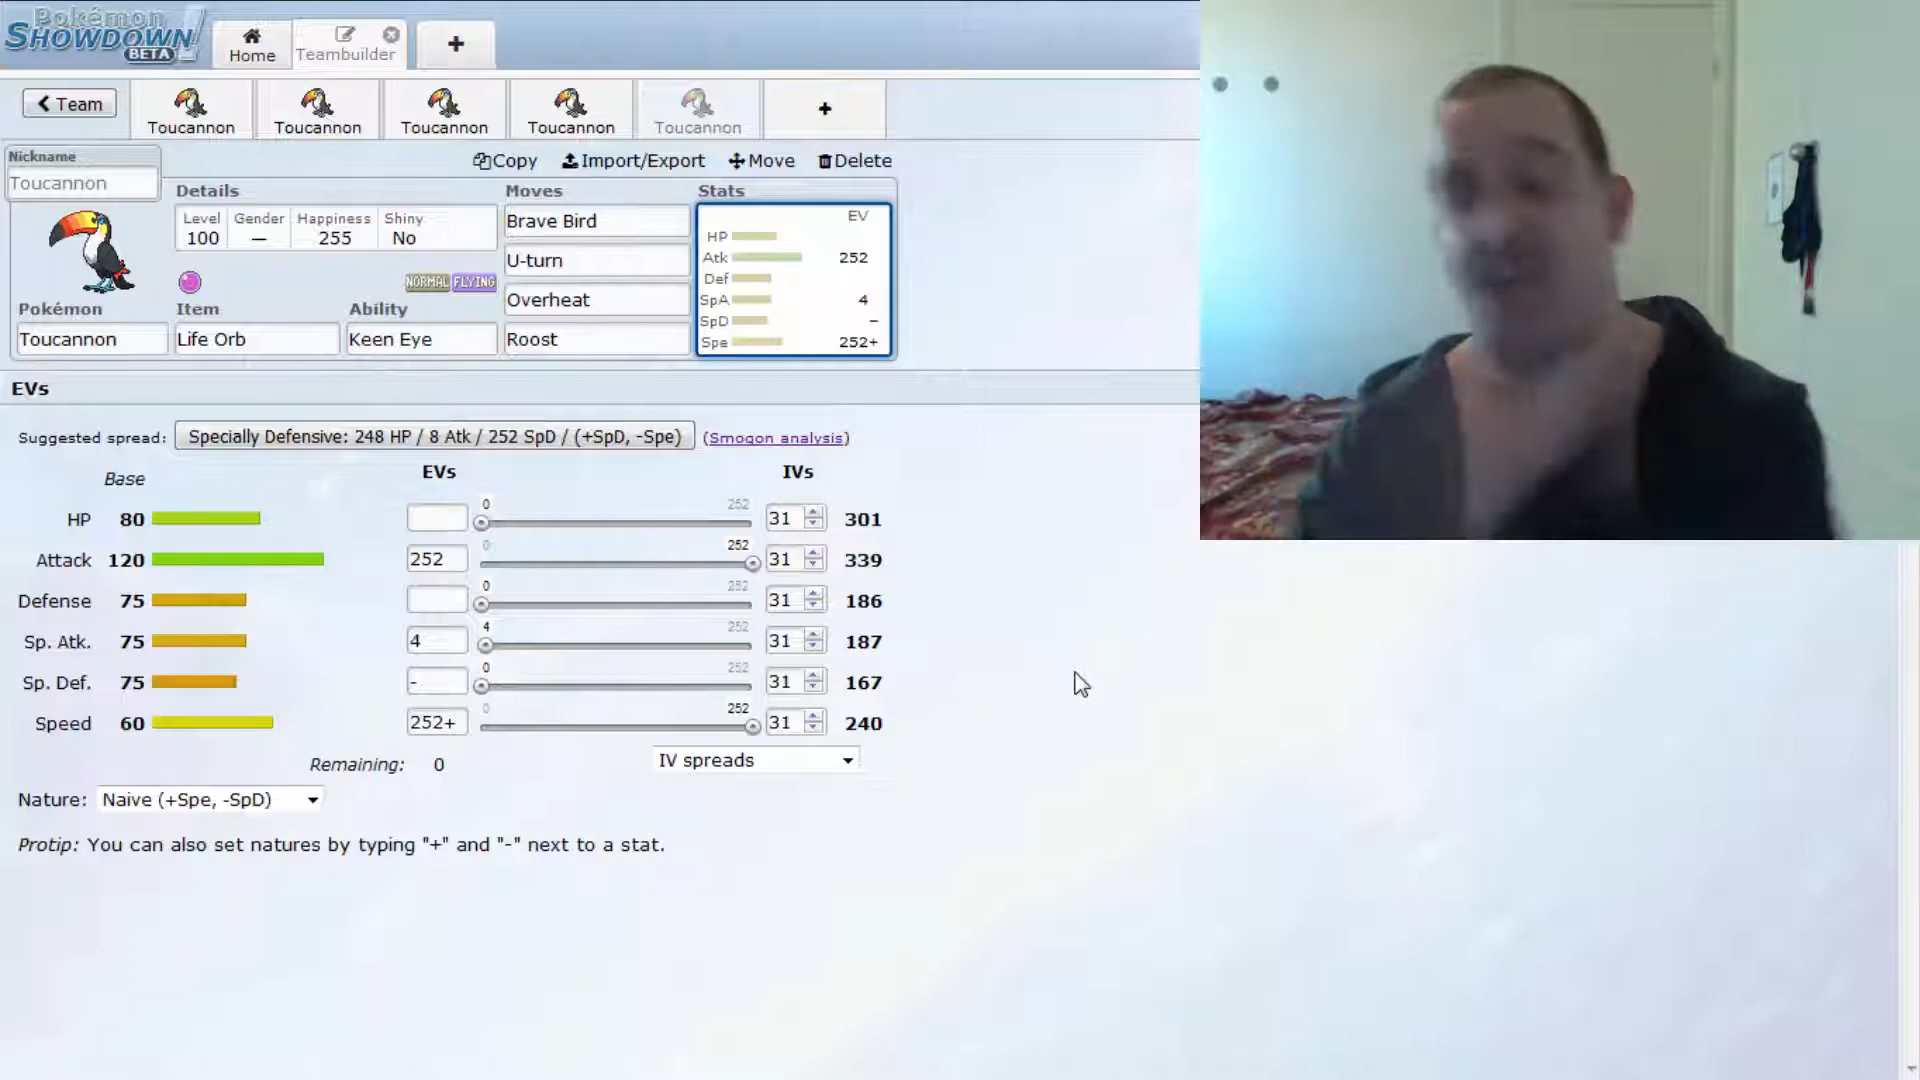 Pokémon
SHOWDOWN!
BETA
Home
Teambuilder
+
< Team
Toucannon
Toucannon
Toucannon
Toucannon
Toucannon
+
Nickname
Toucannon
Copy
Import/Export
Move
Delete
Details
Moves
Stats
Level
Gender
Happiness
Shiny
100
—
255
No
NORMAL
FLYING
Pokémon
Item
Ability
Toucannon
Life Orb
Keen Eye
Brave Bird
U-turn
Overheat
Roost
EV
HP
Atk 252
Def
SpA 4
SpD –
Spe 252+
EVs
Suggested spread: Specially Defensive: 248 HP / 8 Atk / 252 SpD / (+SpD, -Spe) (Smogon analysis)
Base EVs IVs
HP 80 0 252 31 301
Attack 120 252 0 252 31 339
Defense 75 0 252 31 186
Sp. Atk. 75 4 4 252 31 187
Sp. Def. 75 - 0 252 31 167
Speed 60 252+ 0 252 31 240
Remaining: 0
IV spreads
Nature: Naive (+Spe, -SpD)
Protip: You can also set natures by typing "+" and "-" next to a stat.